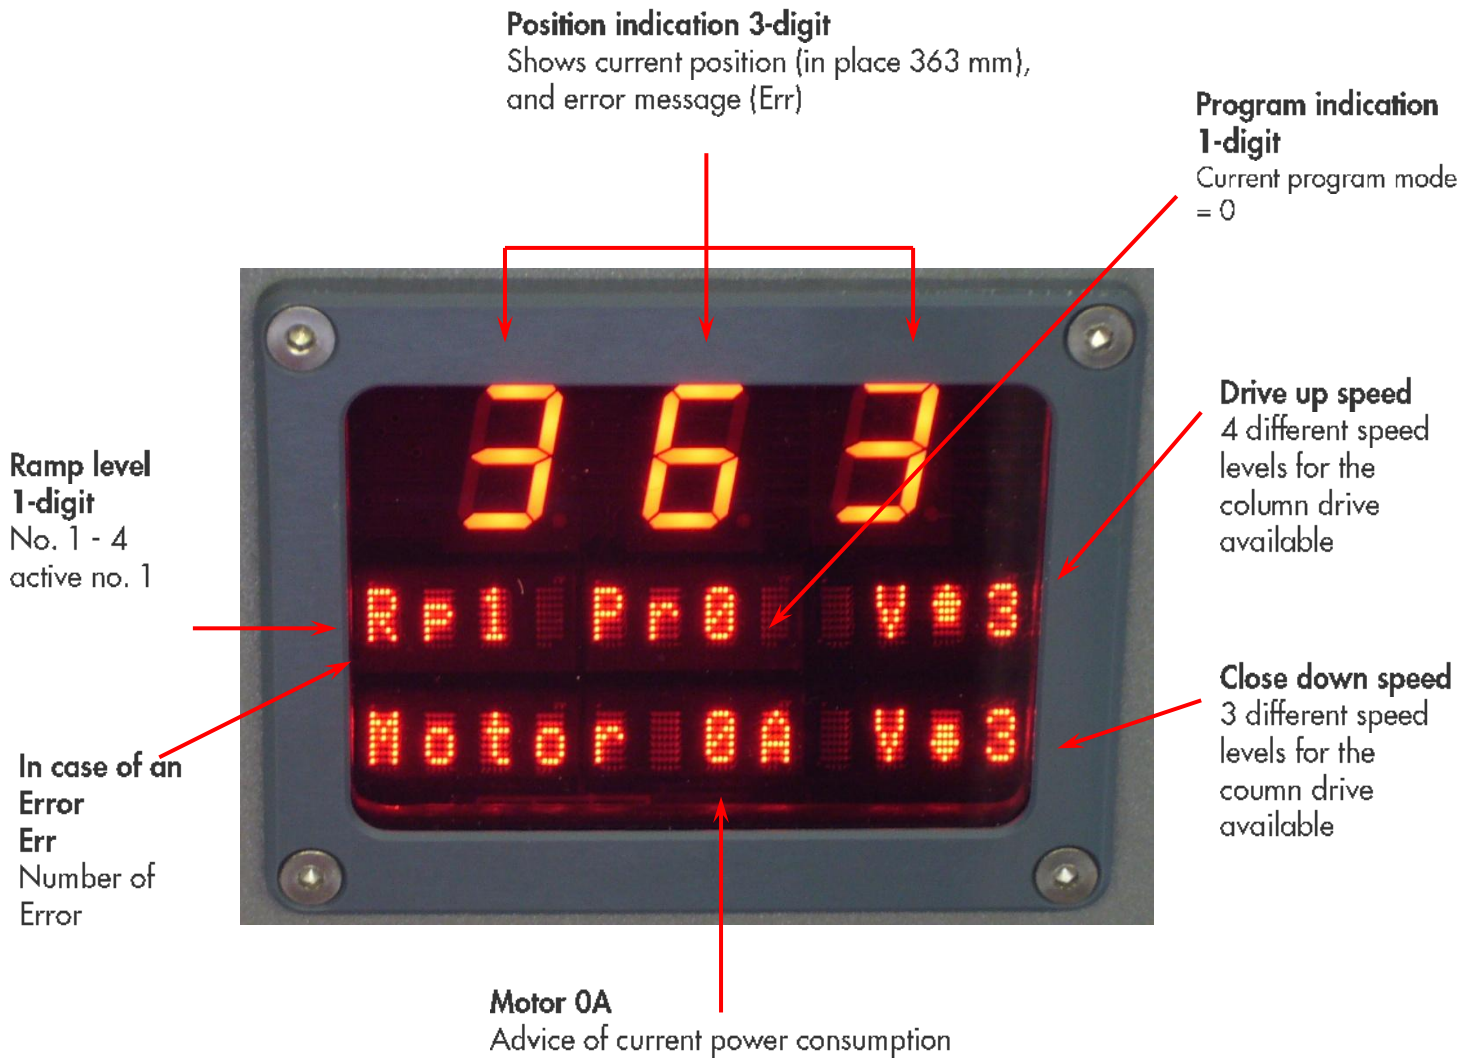 Position indication 3-digit
Shows current position (in place 363 mm),
and error message (Err)
Program indication
1-digit
Current program mode
= 0
Drive up speed
4 different speed
levels for the
column drive
available
Ramp level
1-digit
No. 1 - 4
active no. 1
363
Rp1 Pr0 V↑3
Motor 0A V↓3
Close down speed
3 different speed
levels for the
coumn drive
available
In case of an
Error
Err
Number of
Error
Motor 0A
Advice of current power consumption